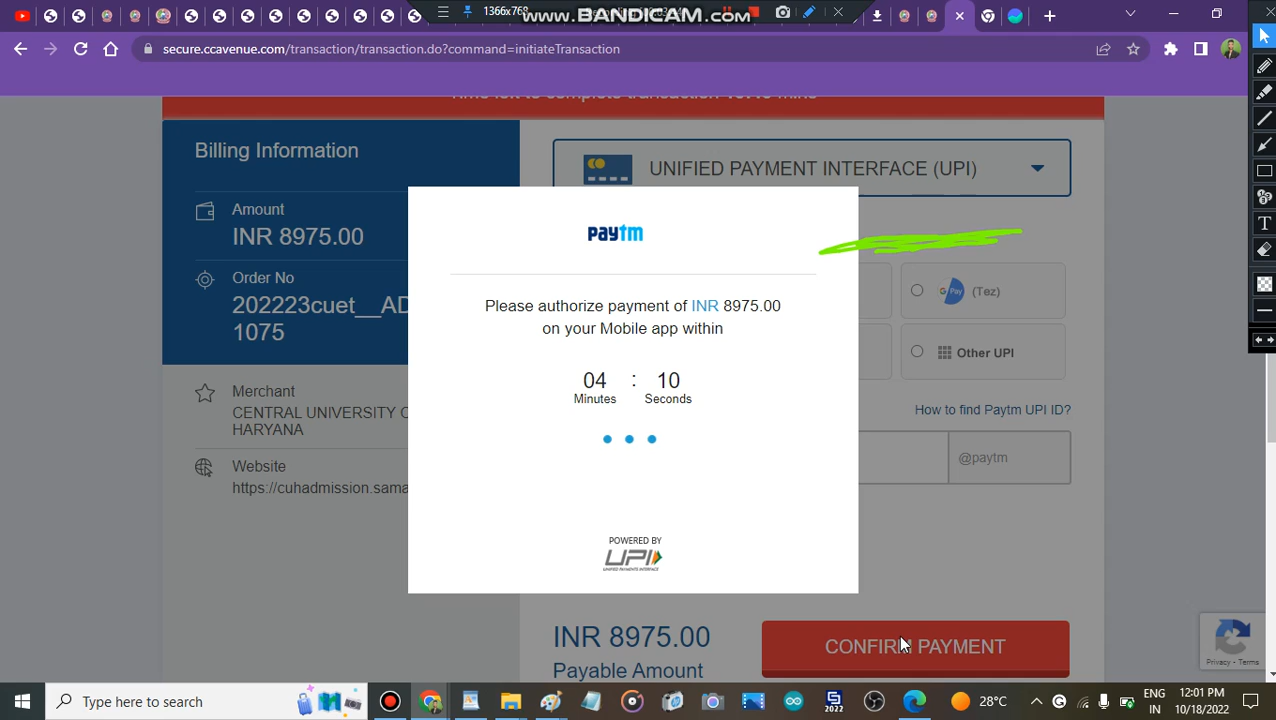 1366x768
www.BANDICAM.com
secure.ccavenue.com/transaction/transaction.do?command=initiateTransaction
Billing Information
UNIFIED PAYMENT INTERFACE (UPI)
Amount
INR 8975.00
Order No
202223cuet__AD
1075
Merchant
CENTRAL UNIVERSITY O
HARYANA
Website
https://cuhadmission.sama
paytm
Please authorize payment of INR 8975.00
on your Mobile app within
04 : 10
Minutes Seconds
POWERED BY
UPI
UNIFIED PAYMENTS INTERFACE
G Pay (Tez)
Other UPI
How to find Paytm UPI ID?
@paytm
INR 8975.00
Payable Amount
CONFIRM PAYMENT
Privacy - Terms
Type here to search
2022
28°C
ENG
IN
12:01 PM
10/18/2022